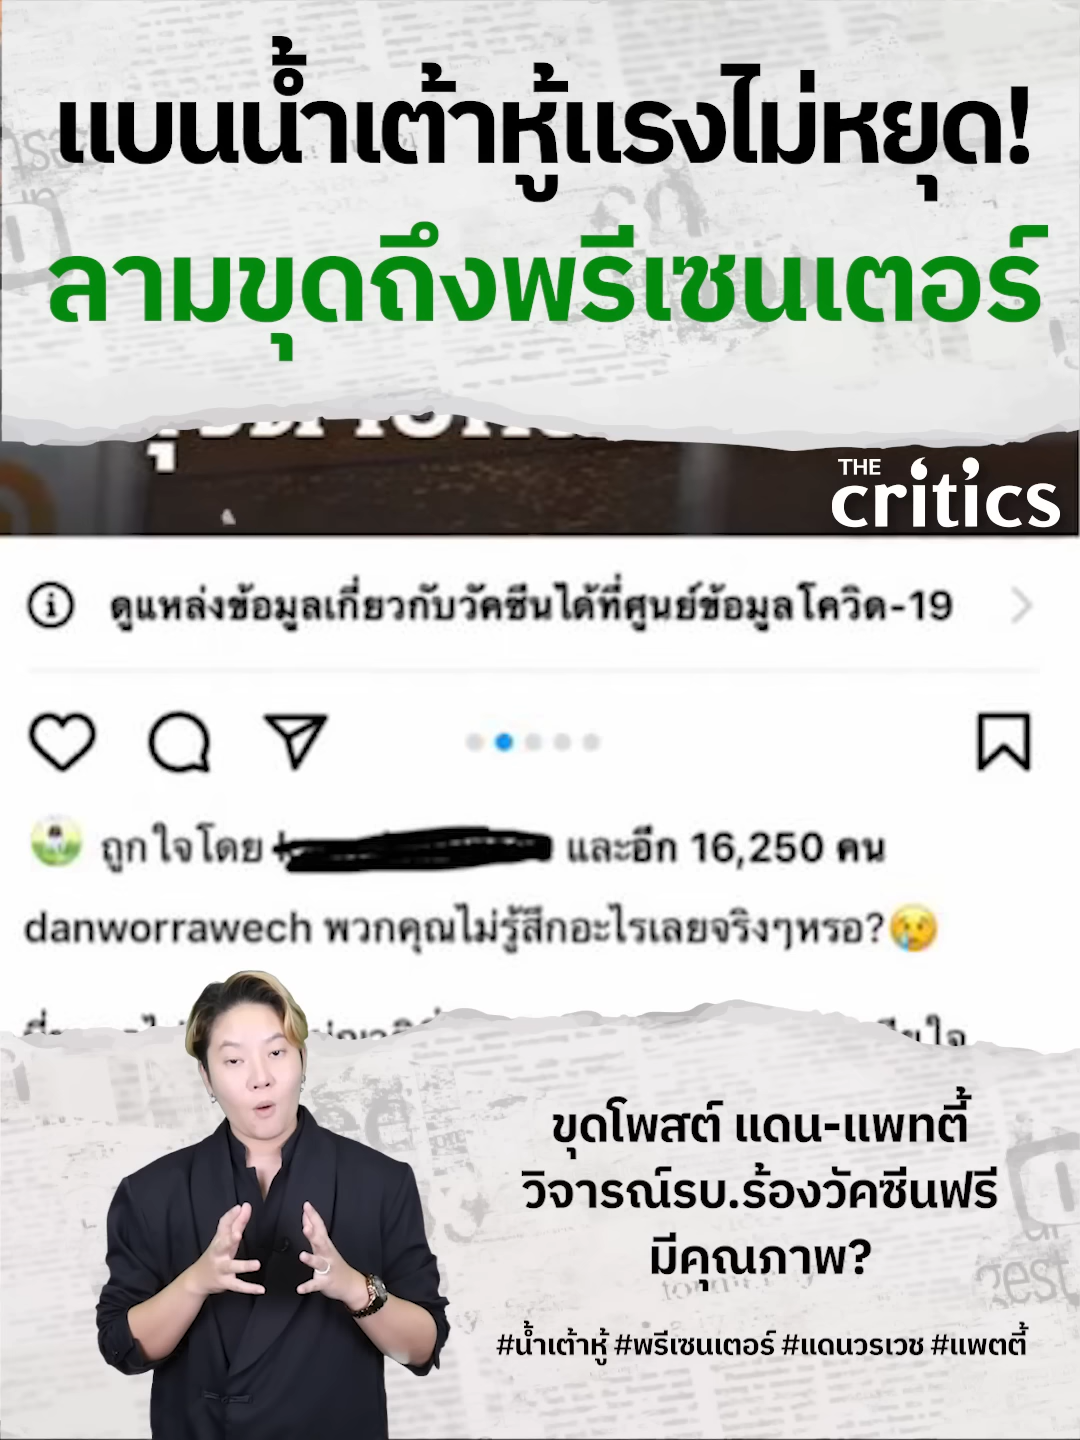 แบนน้ำเต้าหู้แรงไม่หยุด!
ลามขุดถึงพรีเซนเตอร์
THE
critics
ดูแหล่งข้อมูลเกี่ยวกับวัคซีนได้ที่ศูนย์ข้อมูลโควิด-19
ถูกใจโดย และอีก 16,250 คน
danworrawech พวกคุณไม่รู้สึกอะไรเลยจริงๆหรอ?😢
ขุดโพสต์ แดน-แพทตี้
วิจารณ์รบ.ร้องวัคซีนฟรี
มีคุณภาพ?
#น้ำเต้าหู้ #พรีเซนเตอร์ #แดนวรเวช #แพตตี้